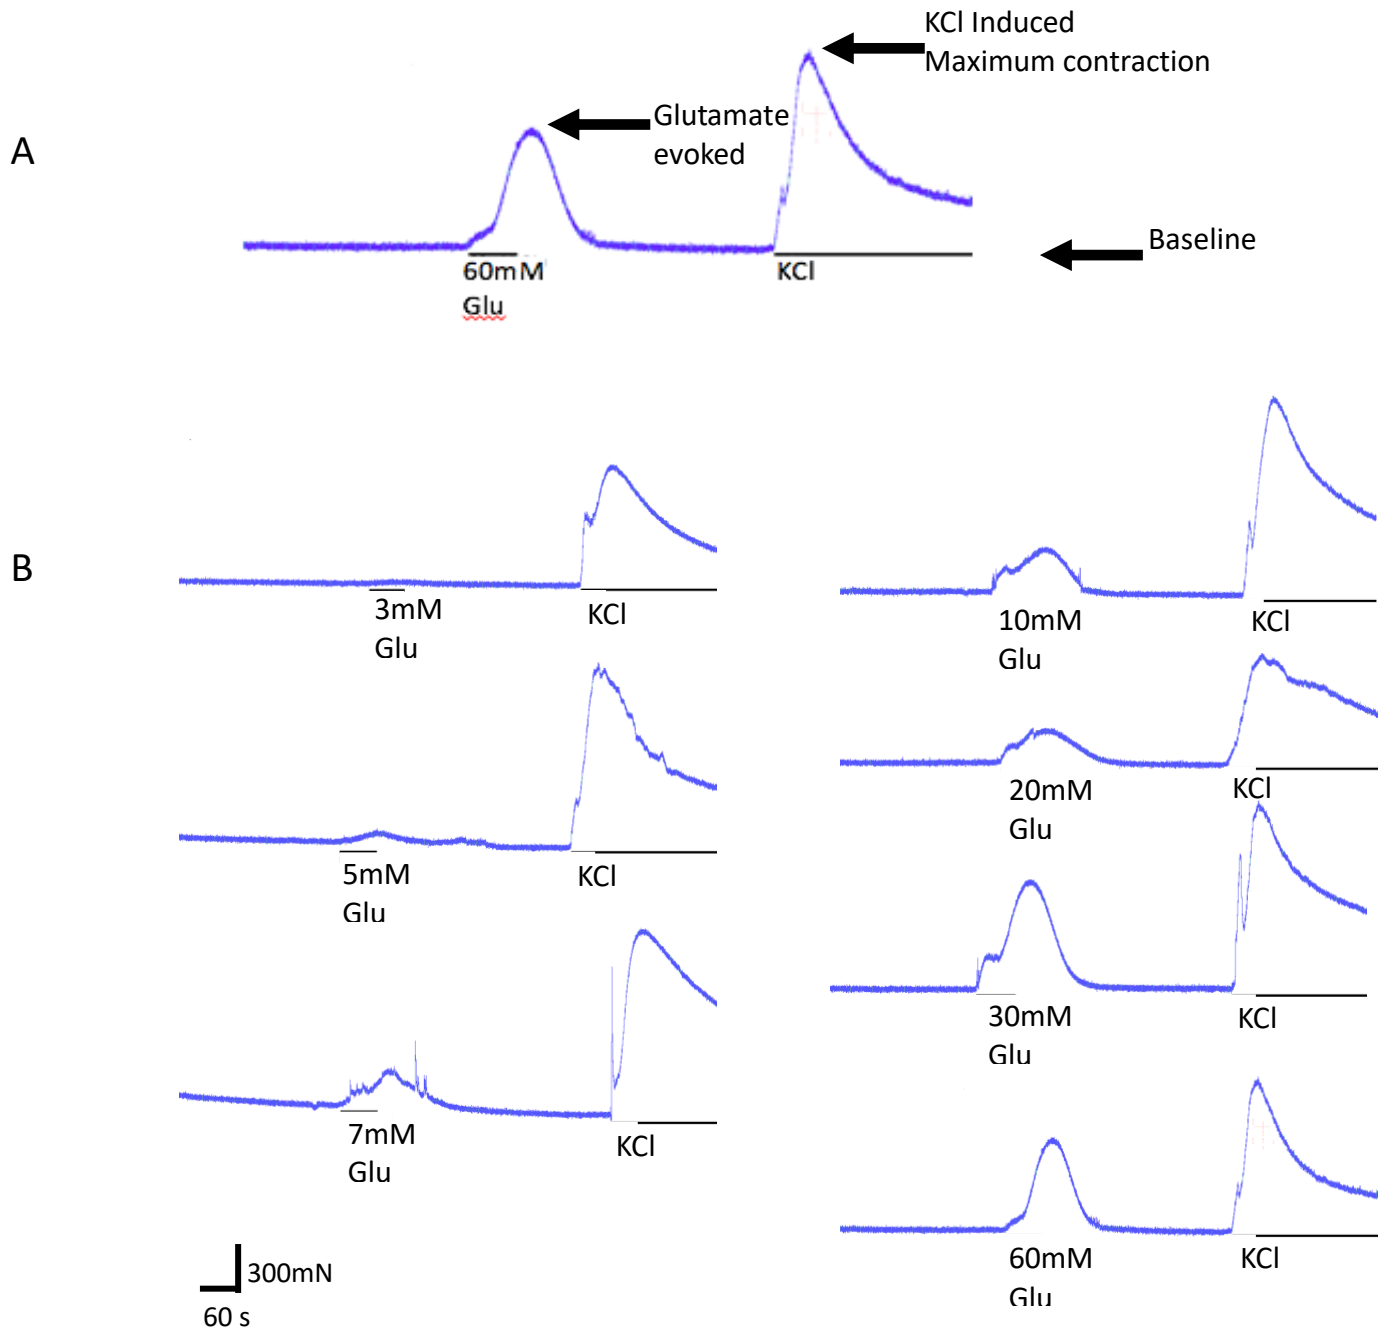 KCl Induced
Maximum contraction
Glutamate
evoked
A
Baseline
60mM
Glu
KCl
B
3mM
Glu
KCl
10mM
Glu
KCl
5mM
Glu
KCl
20mM
Glu
KCl
7mM
Glu
KCl
30mM
Glu
KCl
60mM
Glu
KCl
300mN
60 s